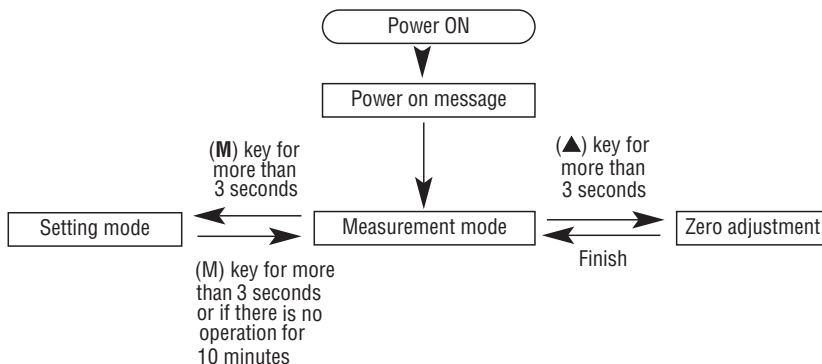 Power ON
Power on message
(M) key for
more than
3 seconds
(▲) key for
more than
3 seconds
Setting mode
Measurement mode
Zero adjustment
(M) key for more
than 3 seconds
or if there is no
operation for
10 minutes
Finish